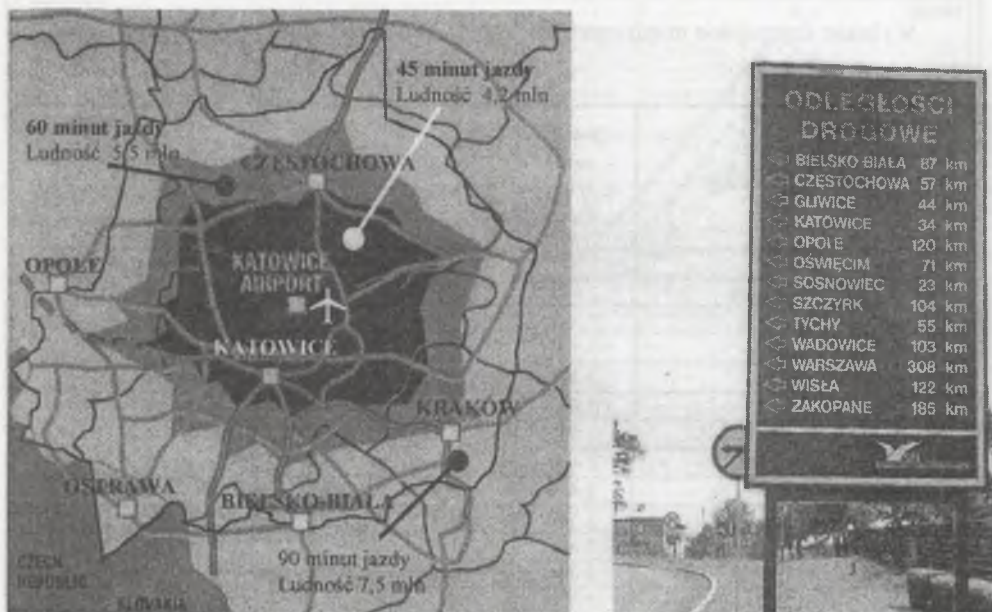 45 minut jazdy
Ludność 4,2 mln
60 minut jazdy
Ludność 5,5 mln
CZĘSTOCHOWA
OPOLE
KATOWICE
AIRPORT
KATOWICE
KRAKÓW
OSTRAWA
BIELSKO-BIAŁA
90 minut jazdy
Ludność 7,5 mln
CZECH
REPUBLIC
SLOVAKIA
ODLEGŁOŚCI
DROGOWE
BIELSKO-BIAŁA 87 km
CZĘSTOCHOWA 57 km
GLIWICE 44 km
KATOWICE 34 km
OPOLE 120 km
OŚWIĘCIM 71 km
SOSNOWIEC 23 km
SZCZYRK 104 km
TYCHY 55 km
WADOWICE 103 km
WARSZAWA 308 km
WISŁA 122 km
ZAKOPANE 185 km